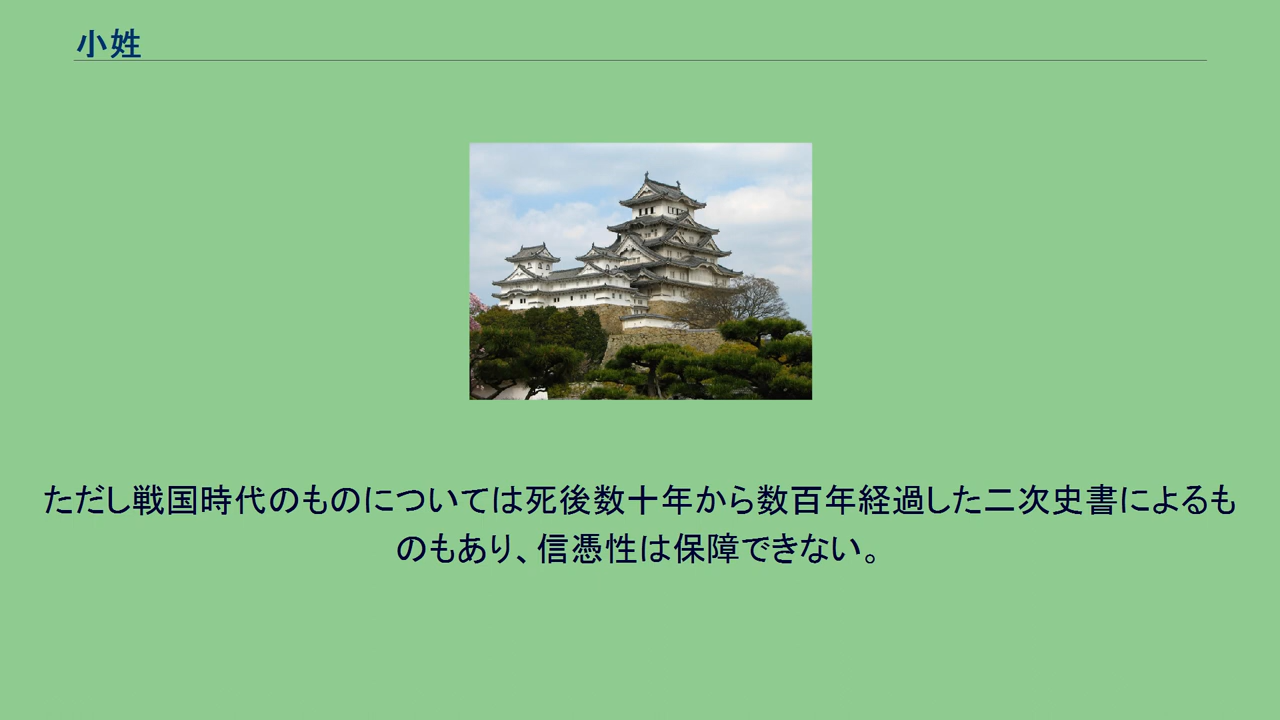 小姓
ただし戦国時代のものについては死後数十年から数百年経過した二次史書によるも
のもあり、信憑性は保障できない。